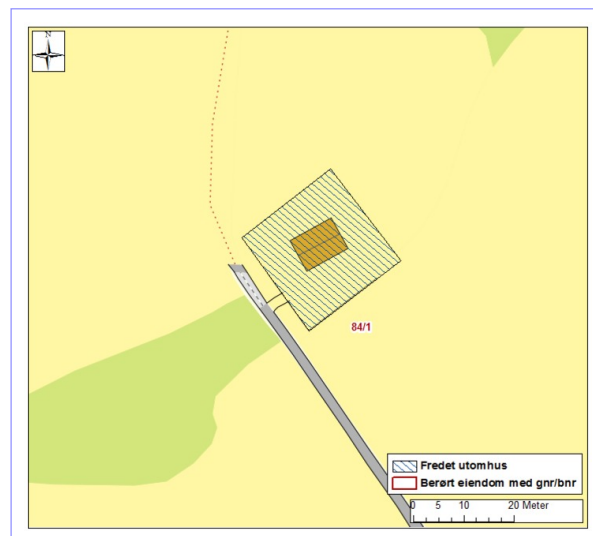 N
84/1
Fredet utomhus
Berørt eiendom med gnr/bnr
0 5 10 20 Meter